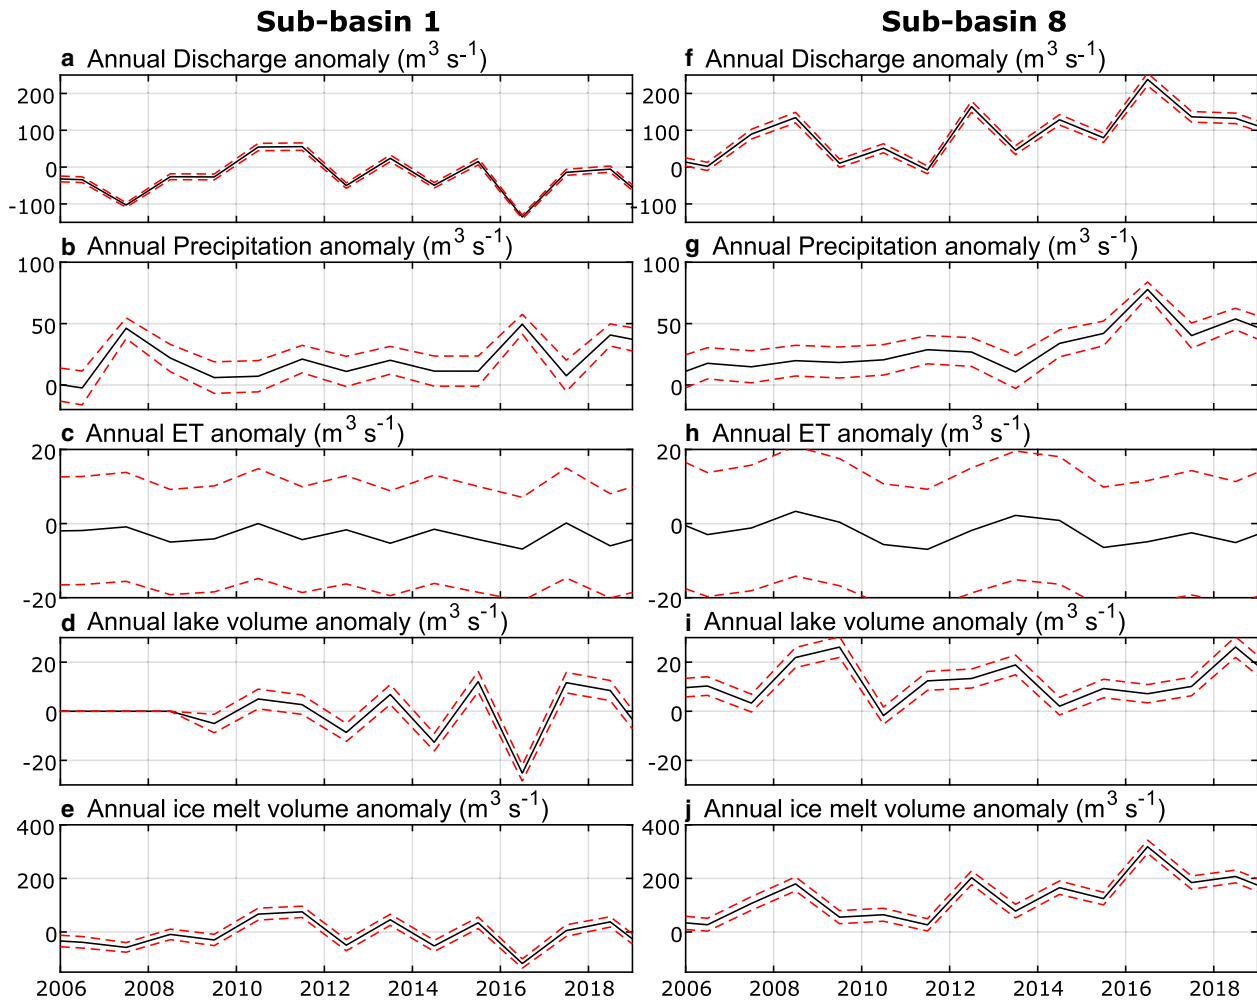 Sub-basin 1
a Annual Discharge anomaly (m³ s⁻¹)
200
100
0
-100
b Annual Precipitation anomaly (m³ s⁻¹)
100
50
0
c Annual ET anomaly (m³ s⁻¹)
20
0
-20
d Annual lake volume anomaly (m³ s⁻¹)
20
0
-20
e Annual ice melt volume anomaly (m³ s⁻¹)
400
200
0
2006 2008 2010 2012 2014 2016 2018
Sub-basin 8
f Annual Discharge anomaly (m³ s⁻¹)
200
100
0
-100
g Annual Precipitation anomaly (m³ s⁻¹)
100
50
0
h Annual ET anomaly (m³ s⁻¹)
20
0
-20
i Annual lake volume anomaly (m³ s⁻¹)
20
0
-20
j Annual ice melt volume anomaly (m³ s⁻¹)
400
200
0
2006 2008 2010 2012 2014 2016 2018